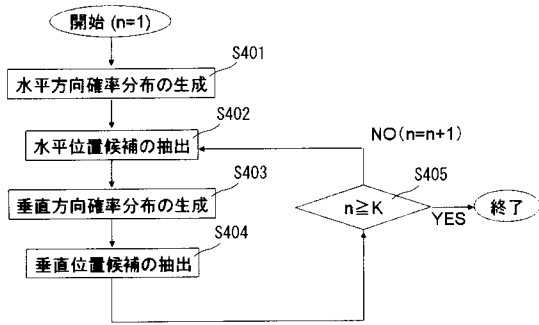 開始 (n=1)
S401
水平方向確率分布の生成
S402
水平位置候補の抽出
NO(n=n+1)
S403
垂直方向確率分布の生成
S405
n≧K
YES
終了
S404
垂直位置候補の抽出